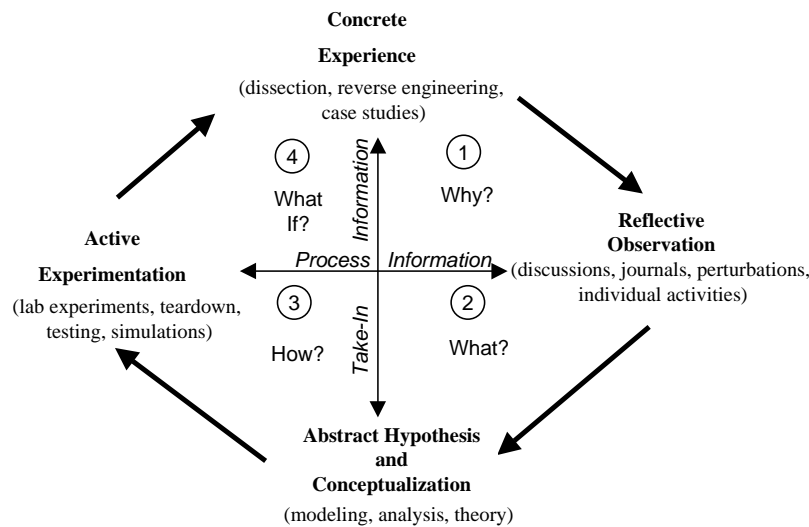 Concrete
Experience
(dissection, reverse engineering,
case studies)
4
1
What
If?
Why?
Information
Active
Experimentation
(lab experiments, teardown,
testing, simulations)
Process Information
Reflective
Observation
(discussions, journals, perturbations,
individual activities)
3
2
How?
What?
Take-In
Abstract Hypothesis
and
Conceptualization
(modeling, analysis, theory)